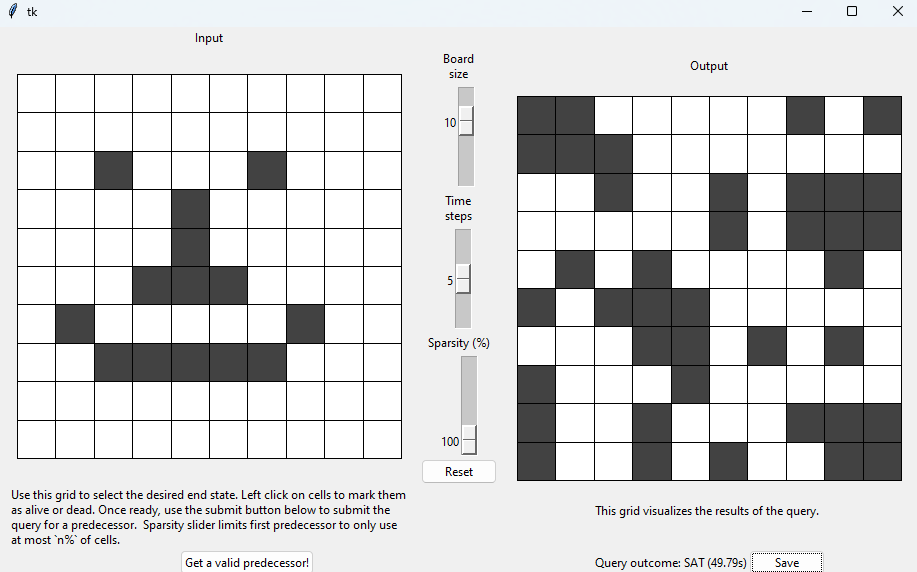 tk
Input
Board
size
10
Time
steps
5
Sparsity (%)
100
Reset
Output
Use this grid to select the desired end state. Left click on cells to mark them
as alive or dead. Once ready, use the submit button below to submit the
query for a predecessor.  Sparsity slider limits first predecessor to only use
at most `n%` of cells.
Get a valid predecessor!
This grid visualizes the results of the query.
Query outcome: SAT (49.79s)
Save